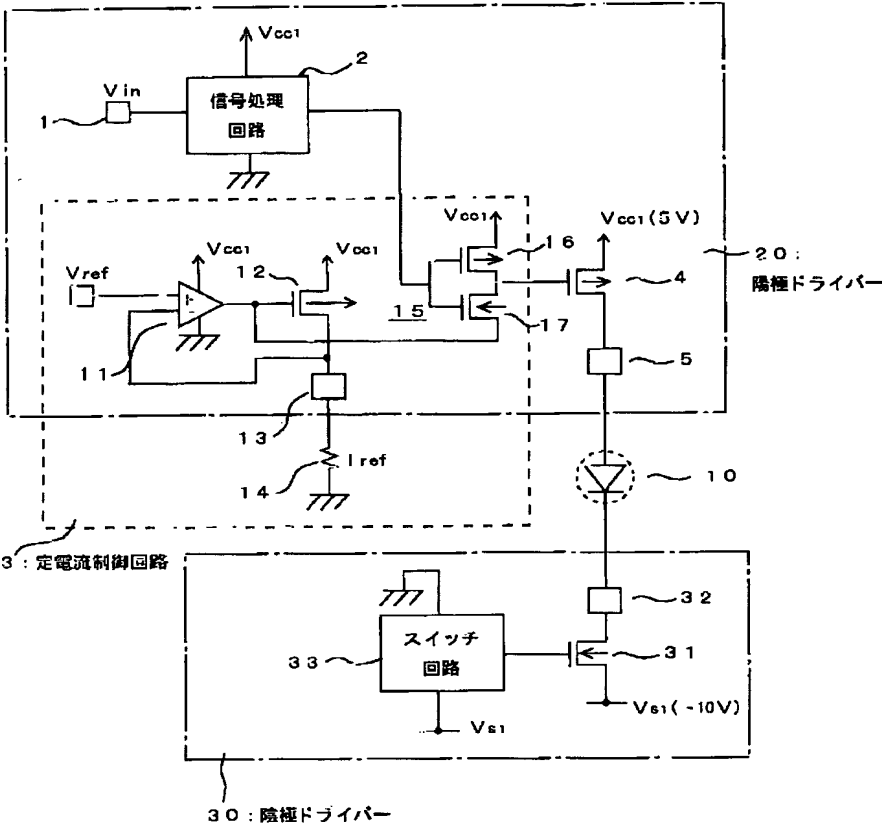 Vcc1
2
Vin
1
信号処理
回路
Vcc1
16
Vcc1(5V)
20:
陽極ドライバー
Vcc1
12
Vcc1
Vref
4
15
17
11
5
13
Iref
14
10
3:定電流制御回路
32
スイッチ
回路
33
31
Vs1(-10V)
Vs1
30:陰極ドライバー